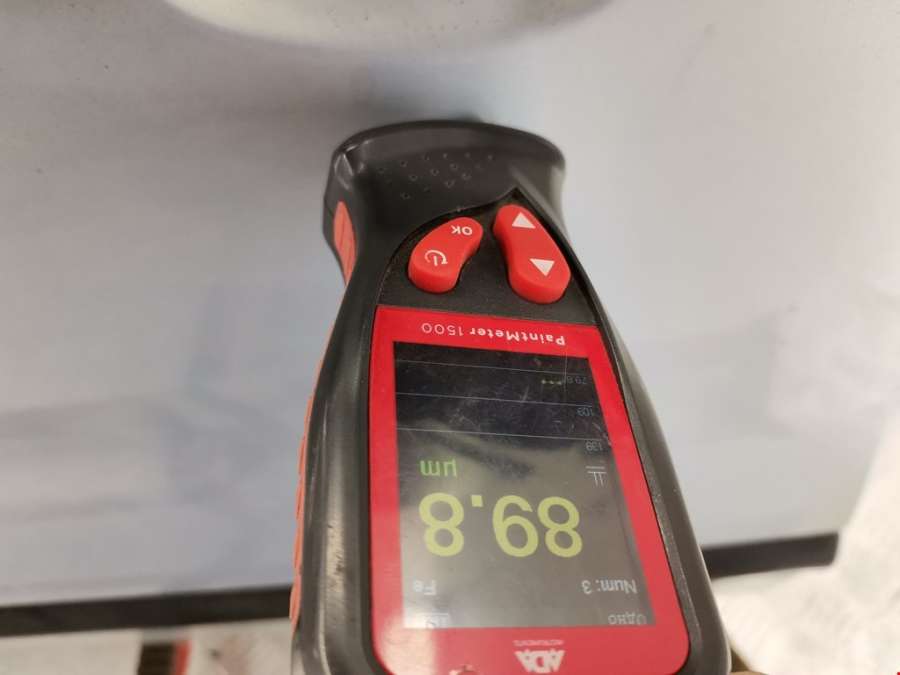 ADA
INSTRUMENTS
Одно
Num: 3 Fe
89.8
µm
139
109
79.8
PaintMeter 1500
OK